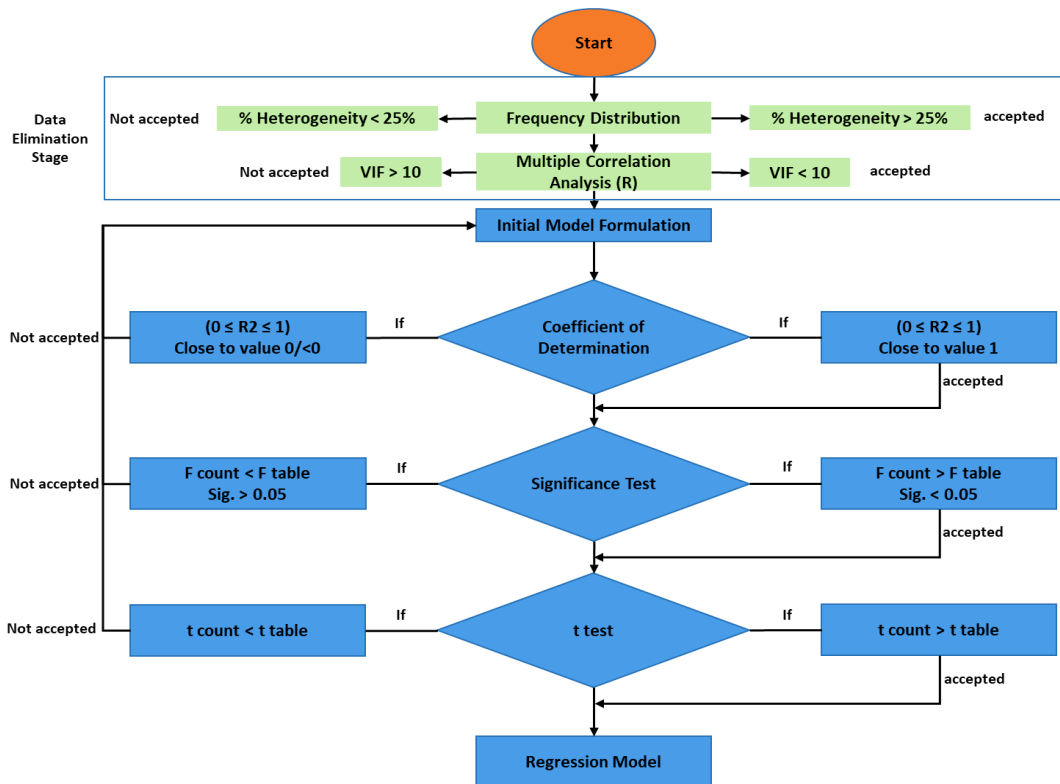 Start
Data
Elimination
Stage
Not accepted
% Heterogeneity < 25%
Frequency Distribution
% Heterogeneity > 25%
accepted
Not accepted
VIF > 10
Multiple Correlation
Analysis (R)
VIF < 10
accepted
Initial Model Formulation
Not accepted
(0 ≤ R2 ≤ 1)
Close to value 0/<0
If
Coefficient of
Determination
If
(0 ≤ R2 ≤ 1)
Close to value 1
accepted
Not accepted
F count < F table
Sig. > 0.05
If
Significance Test
If
F count > F table
Sig. < 0.05
accepted
Not accepted
t count < t table
If
t test
If
t count > t table
accepted
Regression Model